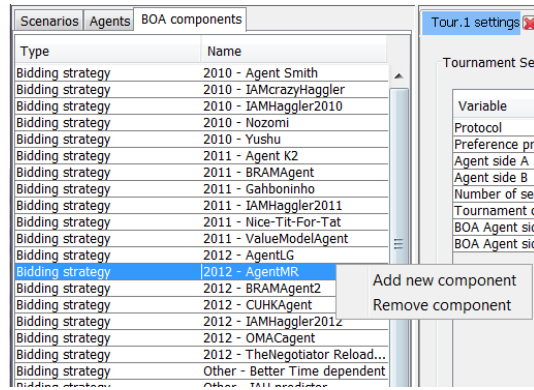 Scenarios Agents BOA components
Type Name
Bidding strategy 2010 - Agent Smith
Bidding strategy 2010 - IAMcrazyHaggler
Bidding strategy 2010 - IAMHaggler2010
Bidding strategy 2010 - Nozomi
Bidding strategy 2010 - Yushu
Bidding strategy 2011 - Agent K2
Bidding strategy 2011 - BRAMAgent
Bidding strategy 2011 - Gahboninho
Bidding strategy 2011 - IAMHaggler2011
Bidding strategy 2011 - Nice-Tit-For-Tat
Bidding strategy 2011 - ValueModelAgent
Bidding strategy 2012 - AgentLG
Bidding strategy 2012 - AgentMR
Bidding strategy 2012 - BRAMAgent2
Bidding strategy 2012 - CUHKAgent
Bidding strategy 2012 - IAMHaggler2012
Bidding strategy 2012 - OMACagent
Bidding strategy 2012 - TheNegotiator Reload...
Bidding strategy Other - Better Time dependent
Bidding strategy Other - IAH predictor
Add new component
Remove component
Tour.1 settings
Tournament Se
Variable
Protocol
Preference pr
Agent side A
Agent side B
Number of se
Tournament o
BOA Agent sid
BOA Agent sid